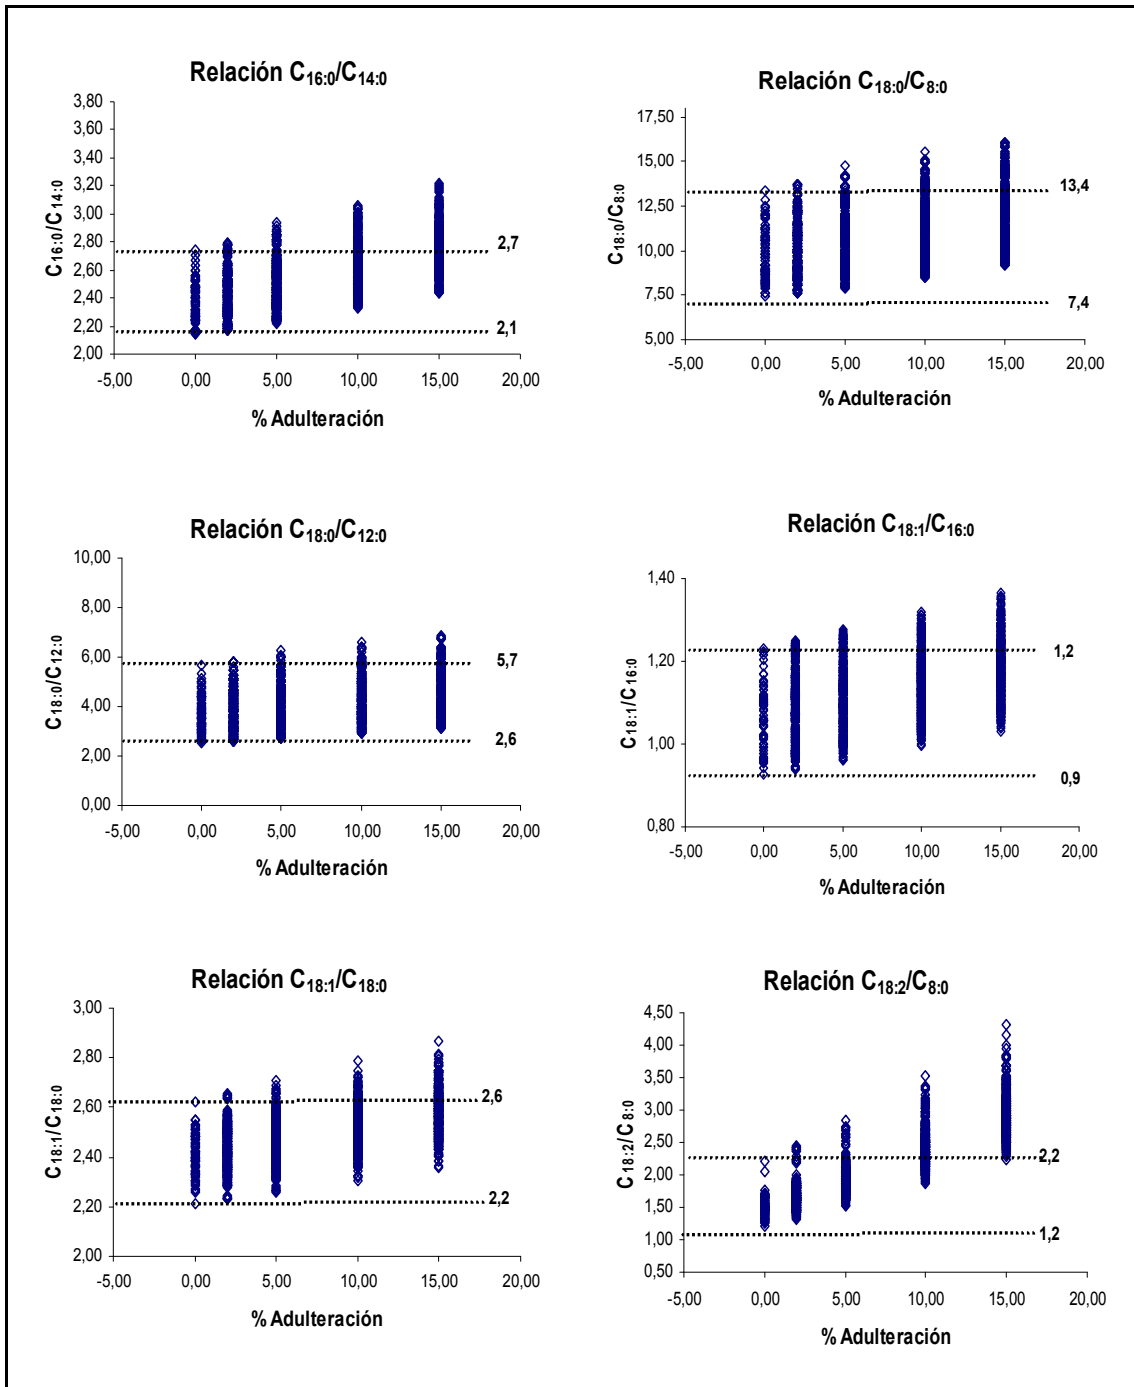 Relación C16:0/C14:0
3,80
3,60
3,40
3,20
3,00
2,80
2,60
2,40
2,20
2,00
C16:0/C14:0
2,7
2,1
-5,00 0,00 5,00 10,00 15,00 20,00
% Adulteración
Relación C18:0/C8:0
17,50
15,00
12,50
10,00
7,50
5,00
C18:0/C8:0
13,4
7,4
-5,00 0,00 5,00 10,00 15,00 20,00
% Adulteración
Relación C18:0/C12:0
10,00
8,00
6,00
4,00
2,00
0,00
C18:0/C12:0
5,7
2,6
-5,00 0,00 5,00 10,00 15,00 20,00
% Adulteración
Relación C18:1/C16:0
1,40
1,20
1,00
0,80
C18:1/C16:0
1,2
0,9
-5,00 0,00 5,00 10,00 15,00 20,00
% Adulteración
Relación C18:1/C18:0
3,00
2,80
2,60
2,40
2,20
2,00
C18:1/C18:0
2,6
2,2
-5,00 0,00 5,00 10,00 15,00 20,00
% Adulteración
Relación C18:2/C8:0
4,50
4,00
3,50
3,00
2,50
2,00
1,50
1,00
0,50
C18:2/C8:0
2,2
1,2
-5,00 0,00 5,00 10,00 15,00 20,00
% Adulteración